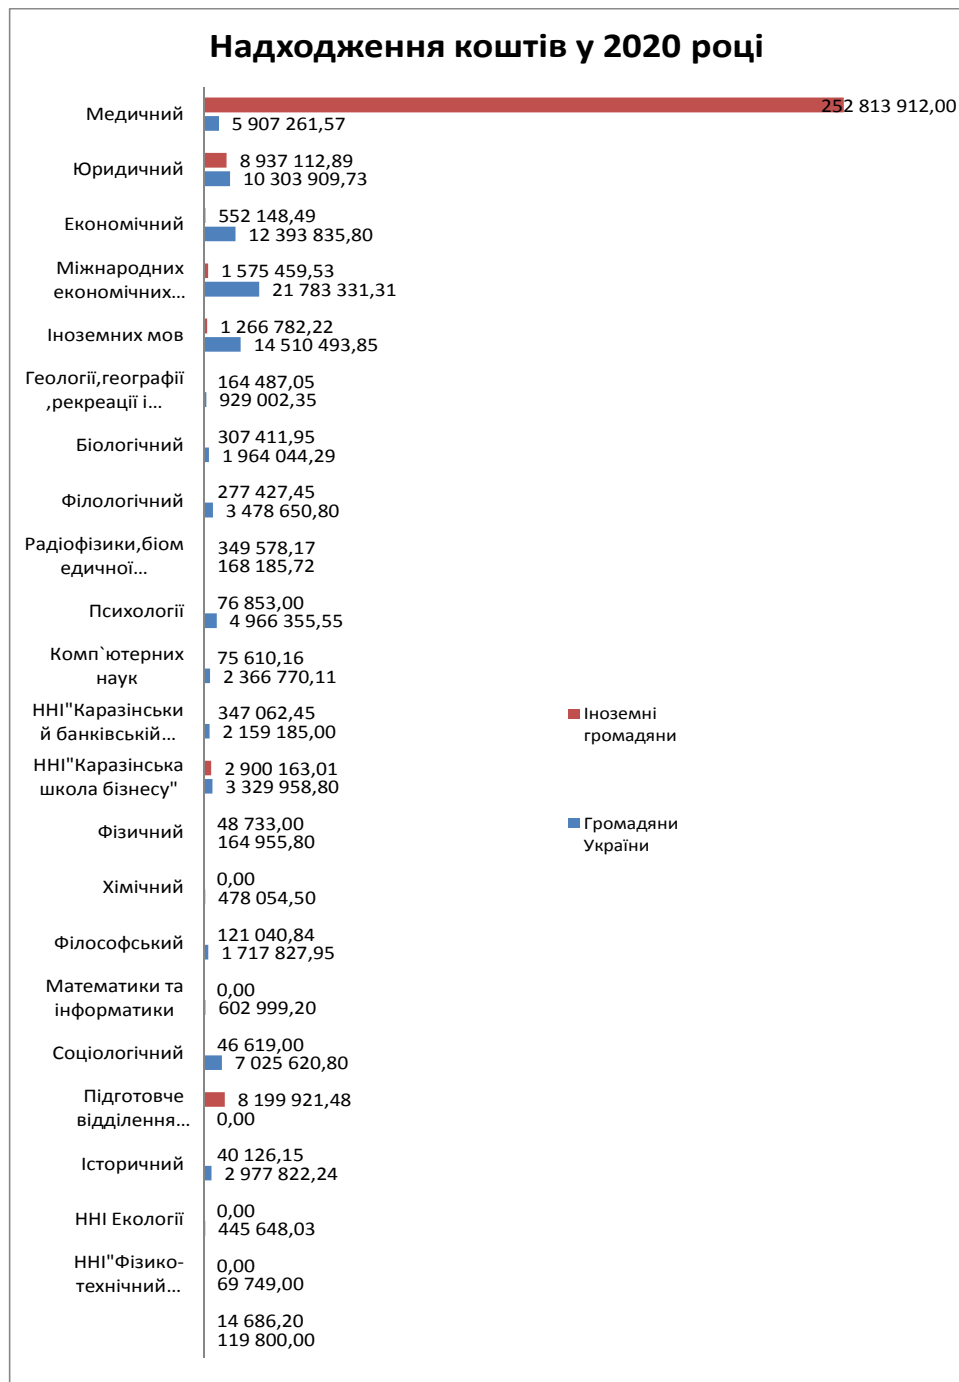 Надходження коштів у 2020 році
252 813 912,00
Медичний
5 907 261,57
8 937 112,89
Юридичний
10 303 909,73
552 148,49
Економічний
12 393 835,80
Міжнародних
економічних...
1 575 459,53
21 783 331,31
1 266 782,22
Іноземних мов
14 510 493,85
Геології,географії
,рекреації і...
164 487,05
929 002,35
307 411,95
Біологічний
1 964 044,29
277 427,45
Філологічний
3 478 650,80
Радіофізики,біом
едичної...
349 578,17
168 185,72
76 853,00
Психології
4 966 355,55
Комп`ютерних
наук
75 610,16
2 366 770,11
ННІ"Каразінськи
й банківській...
347 062,45
2 159 185,00
Іноземні
громадяни
ННІ"Каразінська
школа бізнесу"
2 900 163,01
3 329 958,80
48 733,00
Фізичний
164 955,80
Громадяни
України
0,00
Хімічний
478 054,50
121 040,84
Філософський
1 717 827,95
Математики та
інформатики
0,00
602 999,20
46 619,00
Соціологічний
7 025 620,80
Підготовче
відділення...
8 199 921,48
0,00
40 126,15
Історичний
2 977 822,24
0,00
ННІ Екології
445 648,03
ННІ"Фізико-
технічний...
0,00
69 749,00
14 686,20
119 800,00